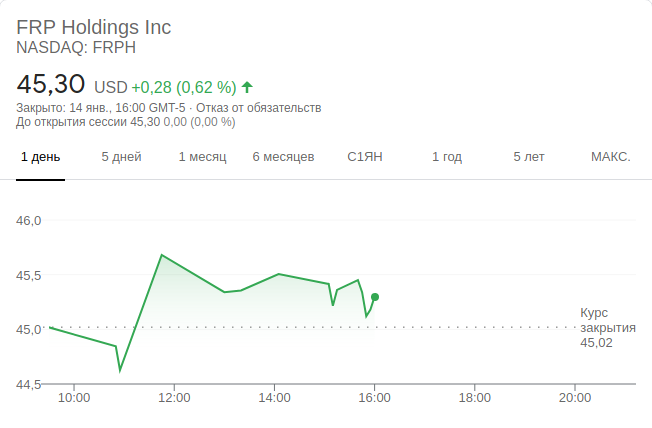 FRP Holdings Inc
NASDAQ: FRPH
45,30 USD +0,28 (0,62 %)
Закрыто: 14 янв., 16:00 GMT-5 · Отказ от обязательств
До открытия сессии 45,30 0,00 (0,00 %)
1 день 5 дней 1 месяц 6 месяцев С1ЯН 1 год 5 лет МАКС.
46,0
45,5
45,0
44,5
Курс
закрытия
45,02
10:00 12:00 14:00 16:00 18:00 20:00